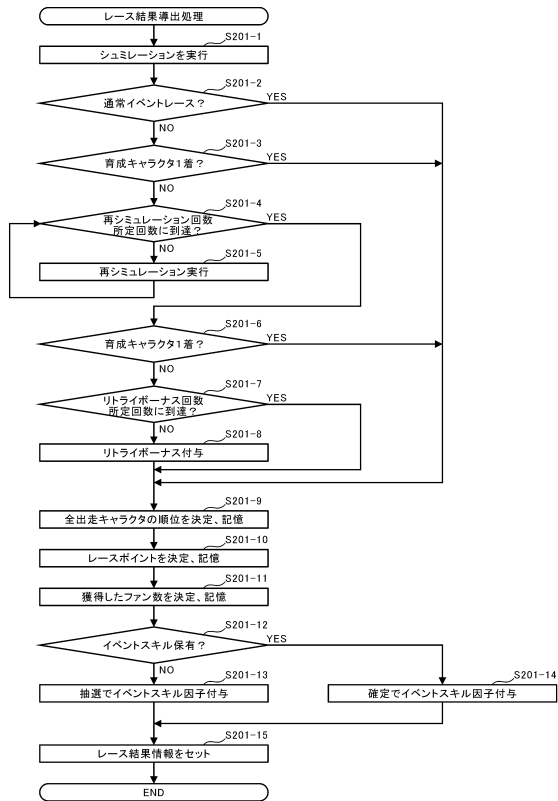 レース結果導出処理
S201-1
シュミレーションを実行
S201-2
通常イベントレース?
YES
NO
S201-3
育成キャラクタ1着?
YES
NO
S201-4
再シミュレーション回数
所定回数に到達?
YES
NO
S201-5
再シミュレーション実行
S201-6
育成キャラクタ1着?
YES
NO
S201-7
リトライボーナス回数
所定回数に到達?
YES
NO
S201-8
リトライボーナス付与
S201-9
全出走キャラクタの順位を決定、記憶
S201-10
レースポイントを決定、記憶
S201-11
獲得したファン数を決定、記憶
S201-12
イベントスキル保有?
YES
NO
S201-13
抽選でイベントスキル因子付与
S201-14
確定でイベントスキル因子付与
S201-15
レース結果情報をセット
END